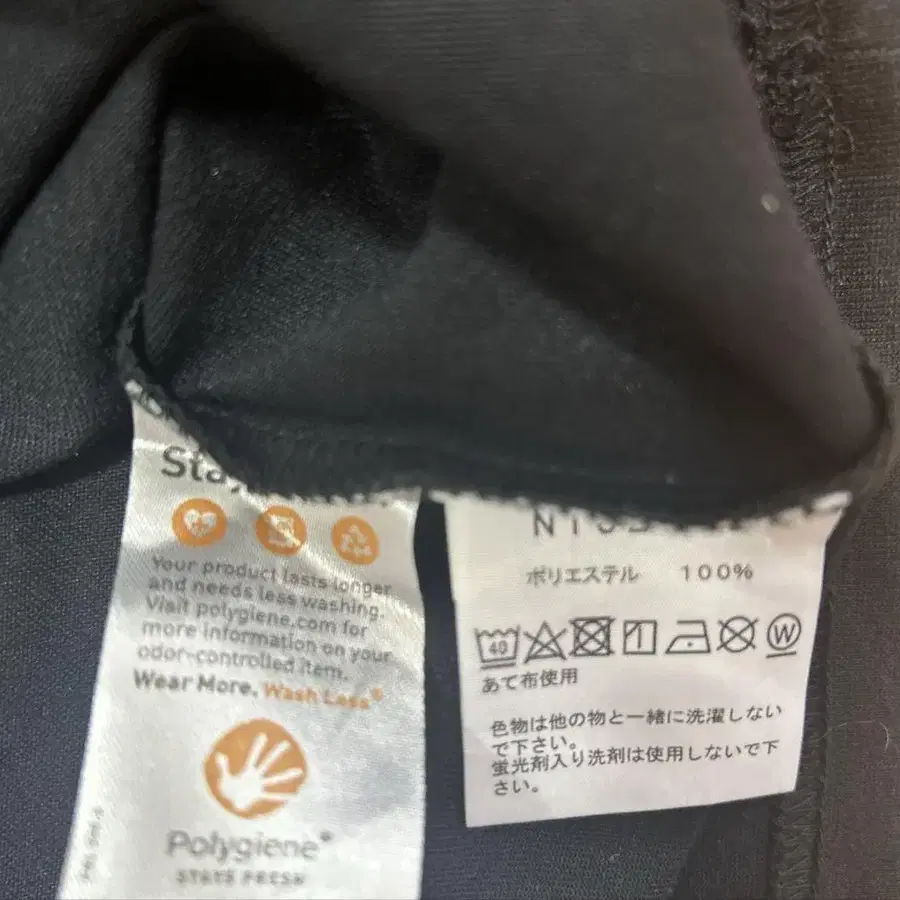 Your product lasts longer
and needs less washing.
Visit polygiene.com for
more information on your
odor-controlled item.
Wear More. Wash Less®
Polygiene®
STAYS FRESH
ポリエステル 100%
40
W
あて布使用
色物は他の物と一緒に洗濯しない
で下さい。
蛍光剤入り洗剤は使用しないで下
さい。